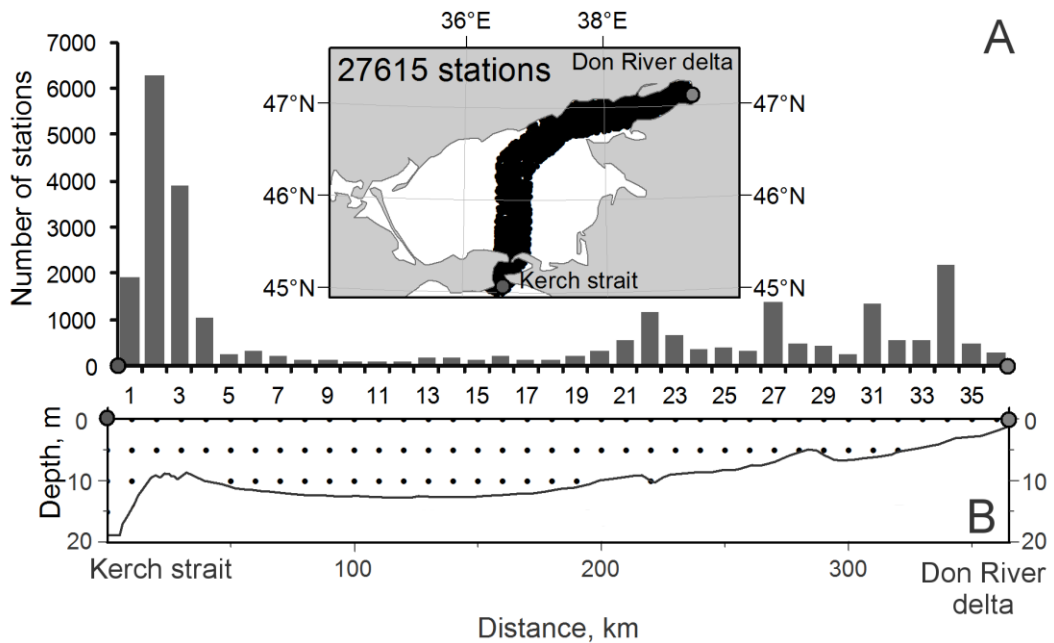 36°E 38°E
A
7000
6000
5000
4000
3000
2000
1000
0
Number of stations
27615 stations
Don River delta
47°N 47°N
46°N 46°N
45°N 45°N
Kerch strait
1 3 5 7 9 11 13 15 17 19 21 23 25 27 29 31 33 35
0 0
10 10
20 20
Depth, m
B
Kerch strait 100 200 300 Don River
delta
Distance, km